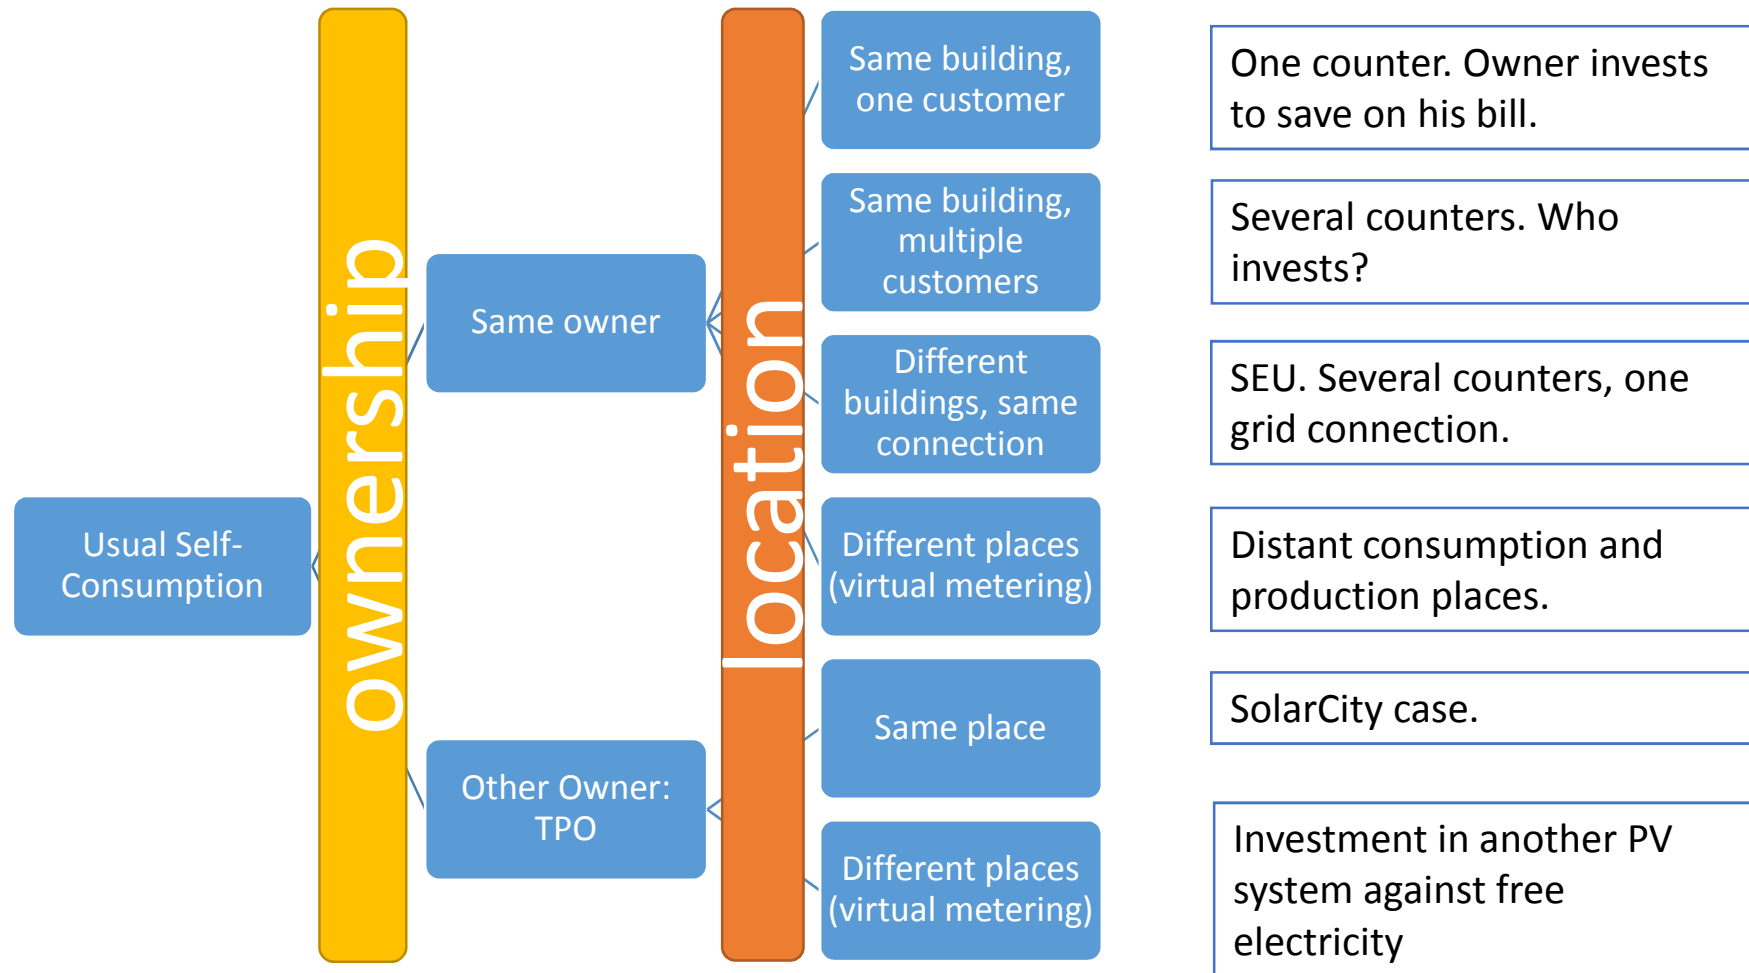 Usual Self-
Consumption
ownership
Same owner
Other Owner:
TPO
location
Same building,
one customer
Same building,
multiple
customers
Different
buildings, same
connection
Different places
(virtual metering)
Same place
Different places
(virtual metering)
One counter. Owner invests
to save on his bill.
Several counters. Who
invests?
SEU. Several counters, one
grid connection.
Distant consumption and
production places.
SolarCity case.
Investment in another PV
system against free
electricity